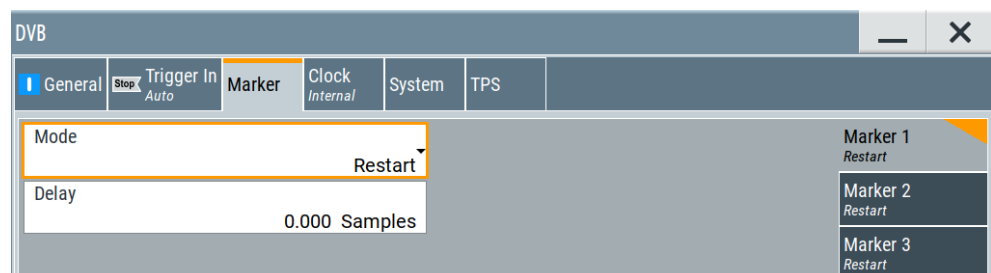 DVB
General
Stop
Trigger In
Auto
Marker
Clock
Internal
System
TPS
Mode
Restart
Delay
0.000 Samples
Marker 1
Restart
Marker 2
Restart
Marker 3
Restart